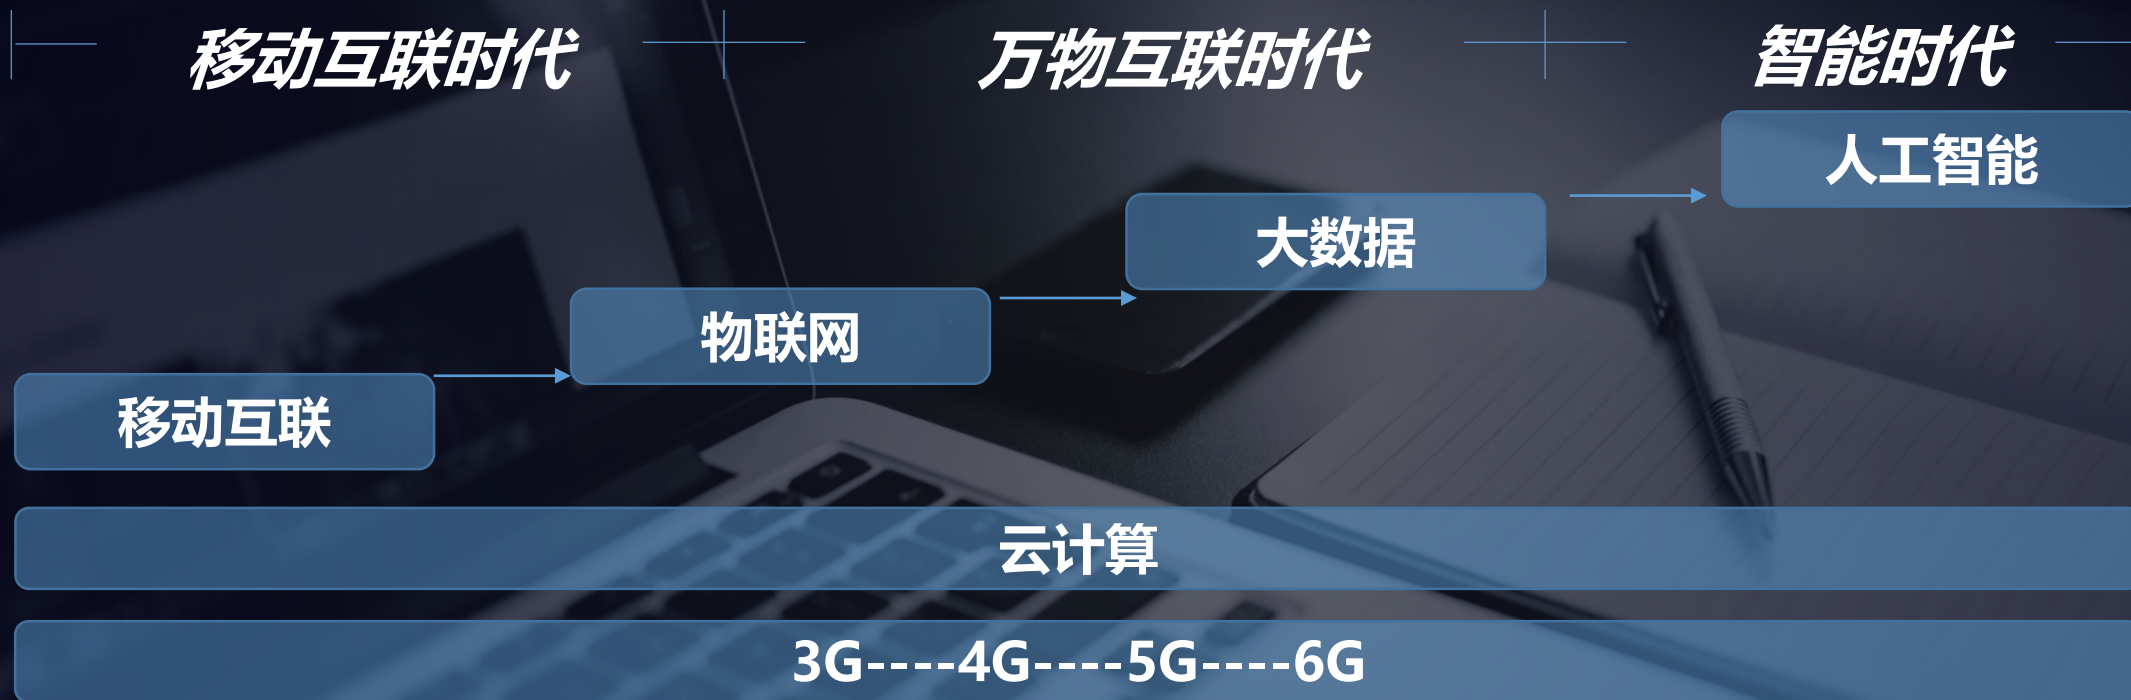 移动互联时代
万物互联时代
智能时代
人工智能
大数据
物联网
移动互联
云计算
3G----4G----5G----6G